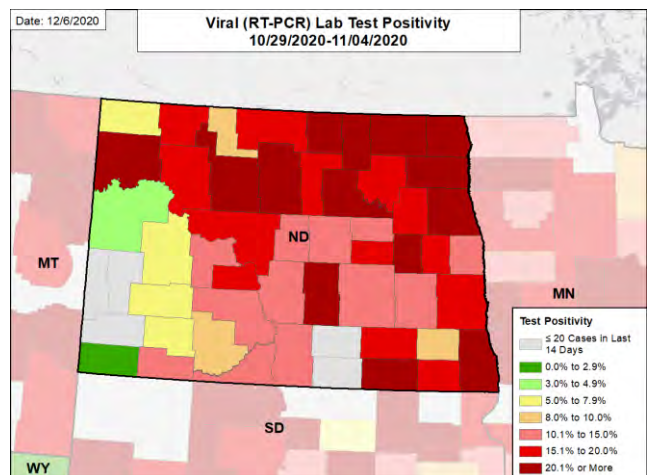 Date: 12/6/2020
Viral (RT-PCR) Lab Test Positivity
10/29/2020-11/04/2020
ND
MT
MN
SD
WY
Test Positivity
≤ 20 Cases in Last
14 Days
0.0% to 2.9%
3.0% to 4.9%
5.0% to 7.9%
8.0% to 10.0%
10.1% to 15.0%
15.1% to 20.0%
20.1% or More